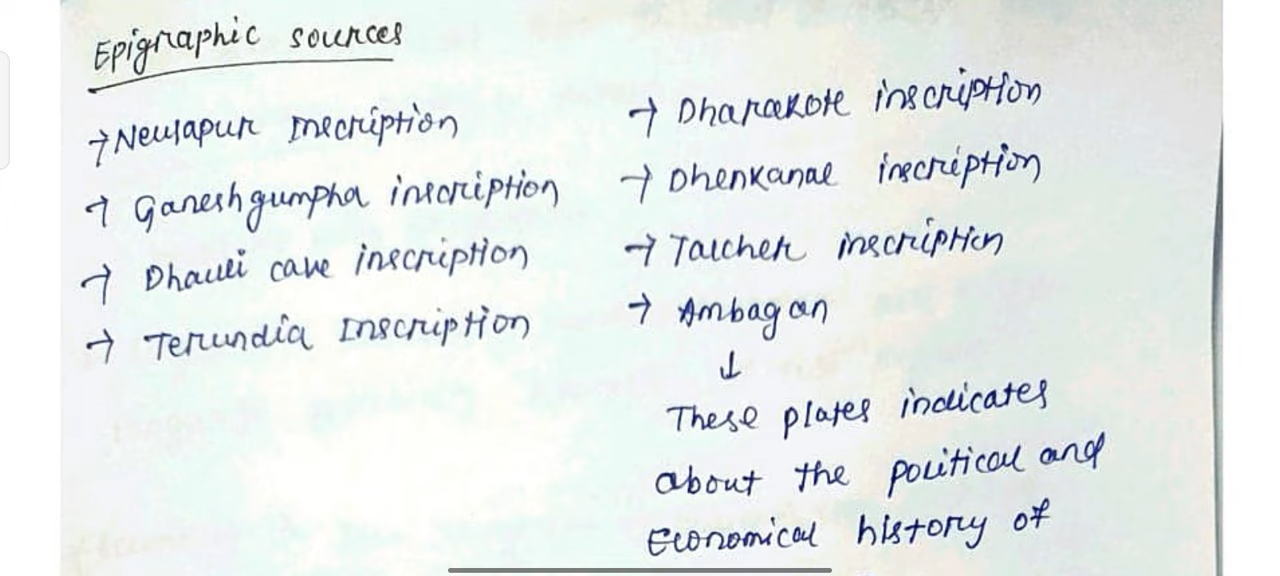 Epigraphic sources
→ Neulapur Inscription
→ Ganeshgumpha inscription
→ Dhauli cave inscription
→ Terundia Inscription
→ Dharakote inscription
→ Dhenkanal inscription
→ Talcher inscription
→ Ambagan
↓
These plates indicates
about the political and
Economical history of